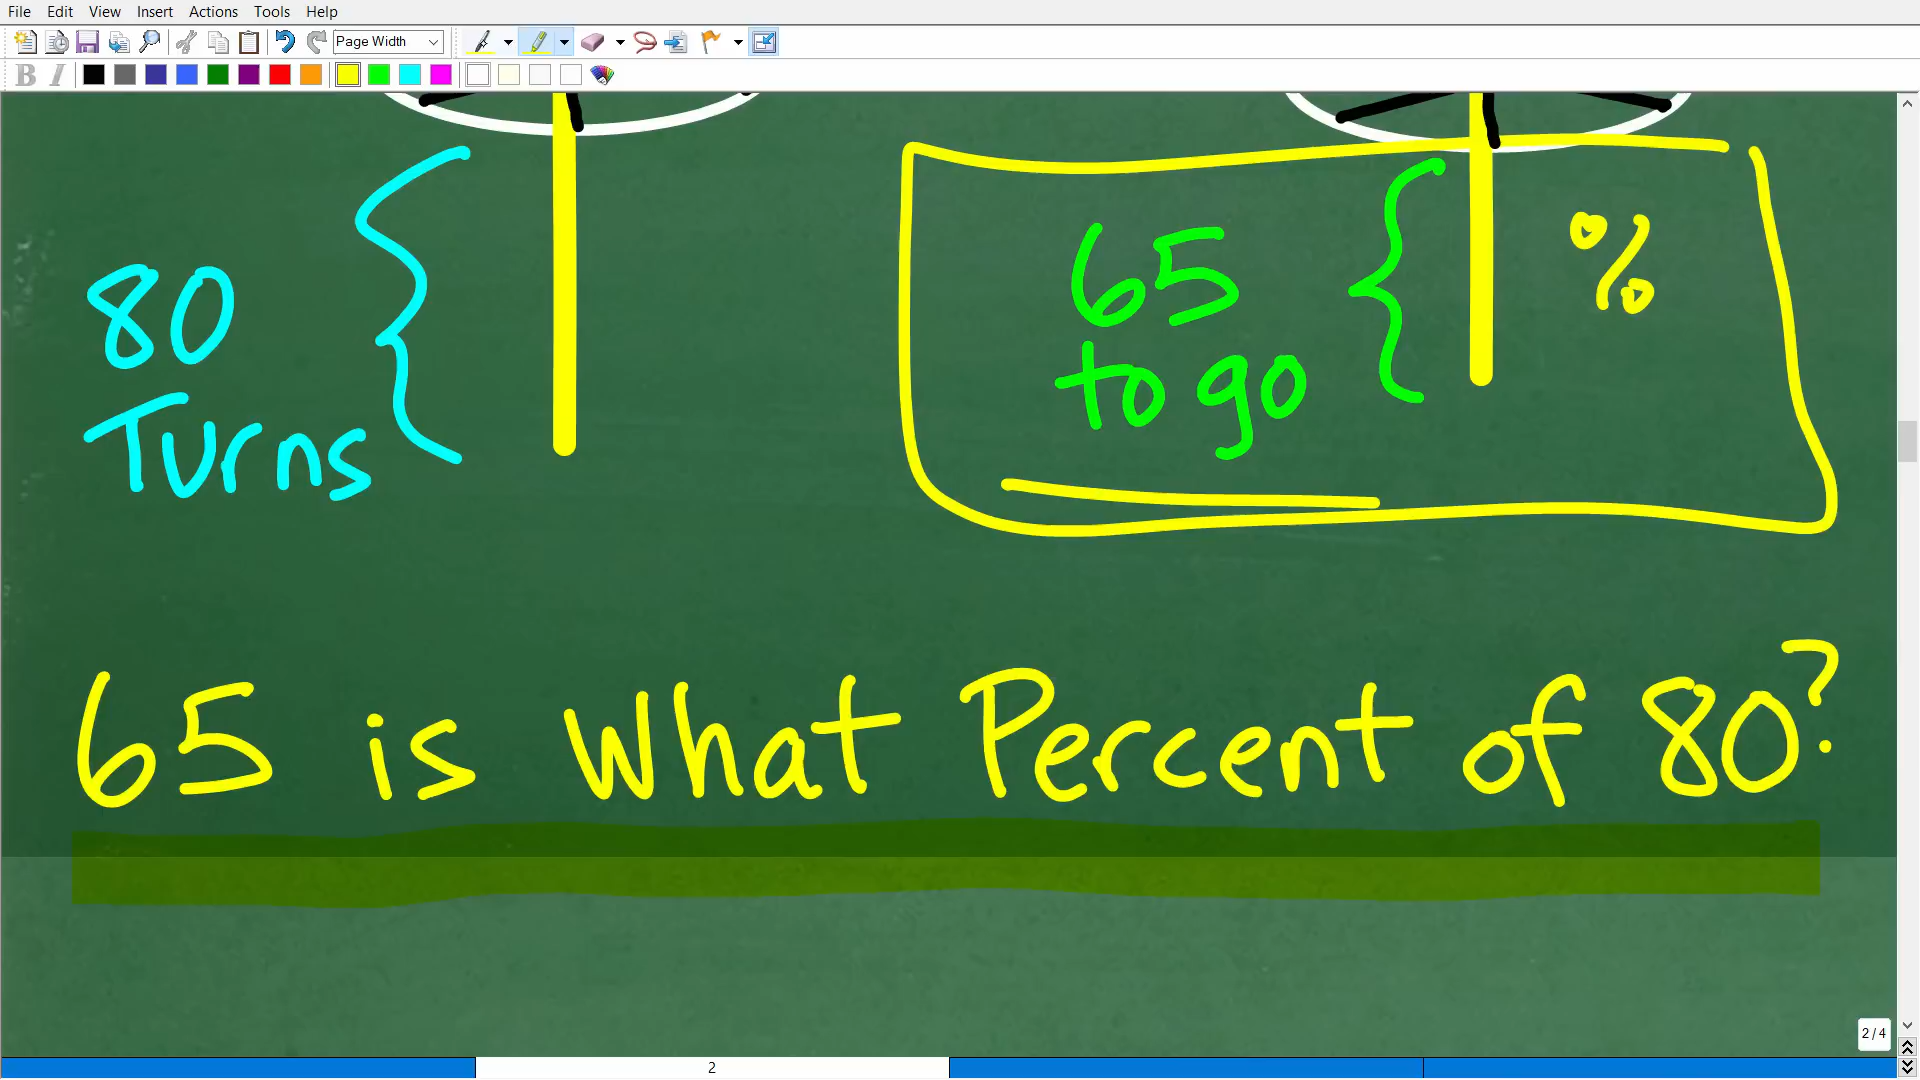 File Edit View Insert Actions Tools Help
Page Width
B I
80
Turns
65
to go
%
65 is what Percent of 80?
2 / 4
2